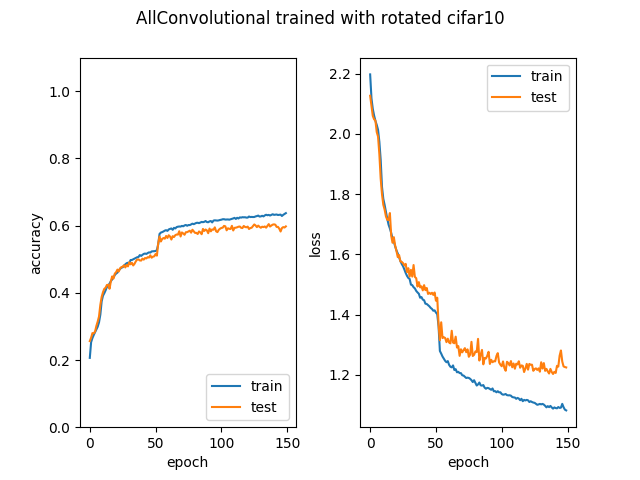 AllConvolutional trained with rotated cifar10
1.0
0.8
0.6
0.4
0.2
0.0
accuracy
train
test
0
50
100
150
epoch
2.2
2.0
1.8
1.6
1.4
1.2
loss
train
test
0
50
100
150
epoch